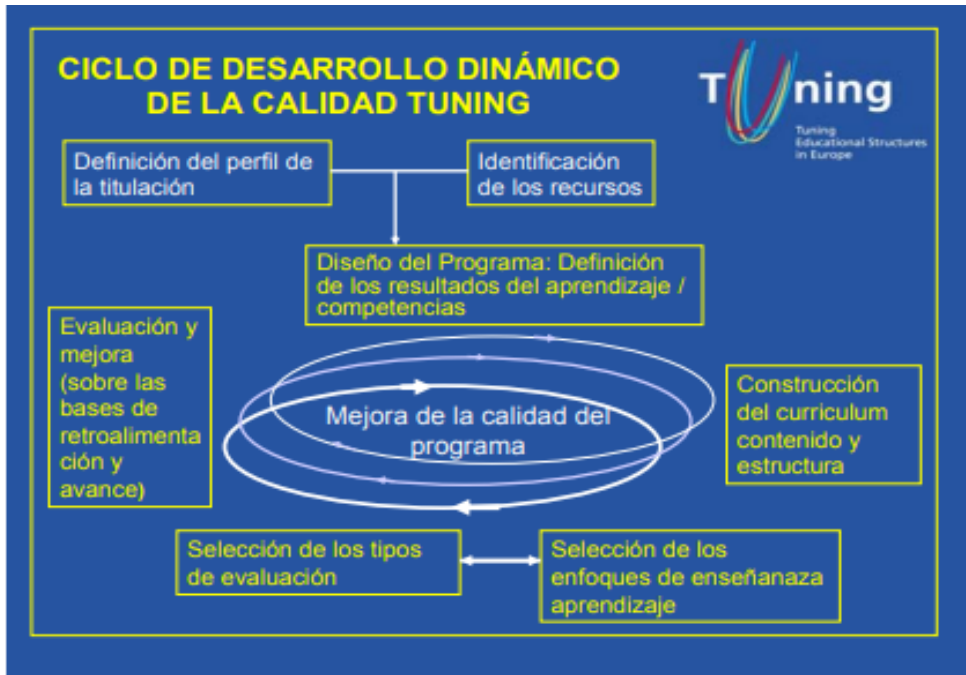 CICLO DE DESARROLLO DINÁMICO
DE LA CALIDAD TUNING
Tuning
Tuning
Educational Structures
in Europe
Definición del perfil de
la titulación
Identificación
de los recursos
Diseño del Programa: Definición
de los resultados del aprendizaje /
competencias
Evaluación y
mejora
(sobre las
bases de
retroalimenta
ción y
avance)
Mejora de la calidad del
programa
Construcción
del curriculum
contenido y
estructura
Selección de los tipos
de evaluación
Selección de los
enfoques de enseñanaza
aprendizaje